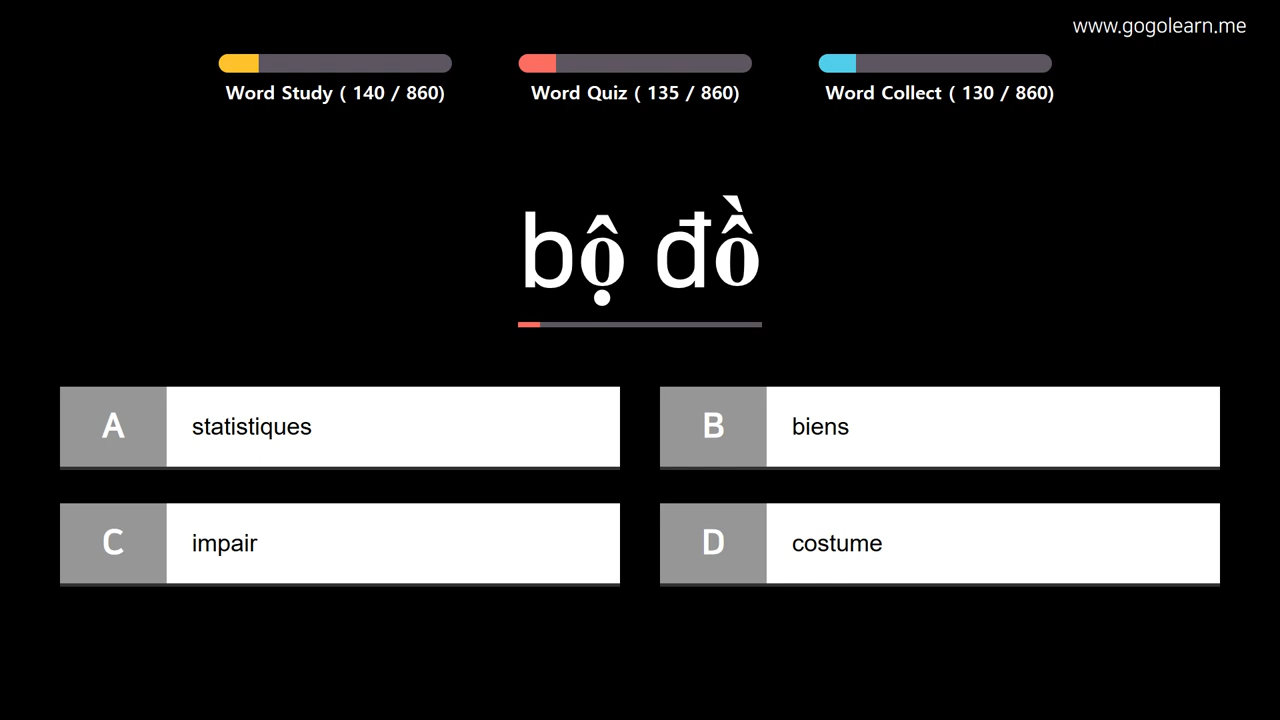 www.gogolearn.me
Word Study ( 140 / 860)
Word Quiz ( 135 / 860)
Word Collect ( 130 / 860)
bộ đồ
A statistiques
B biens
C impair
D costume